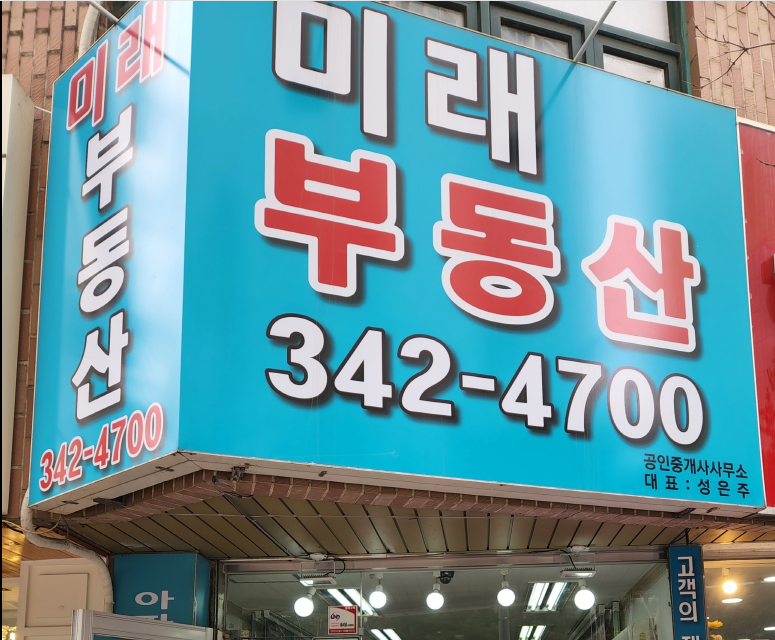 미래
부동산
342-4700
미래
부동산
342-4700
공인중개사사무소
대표 : 성은주
고객의